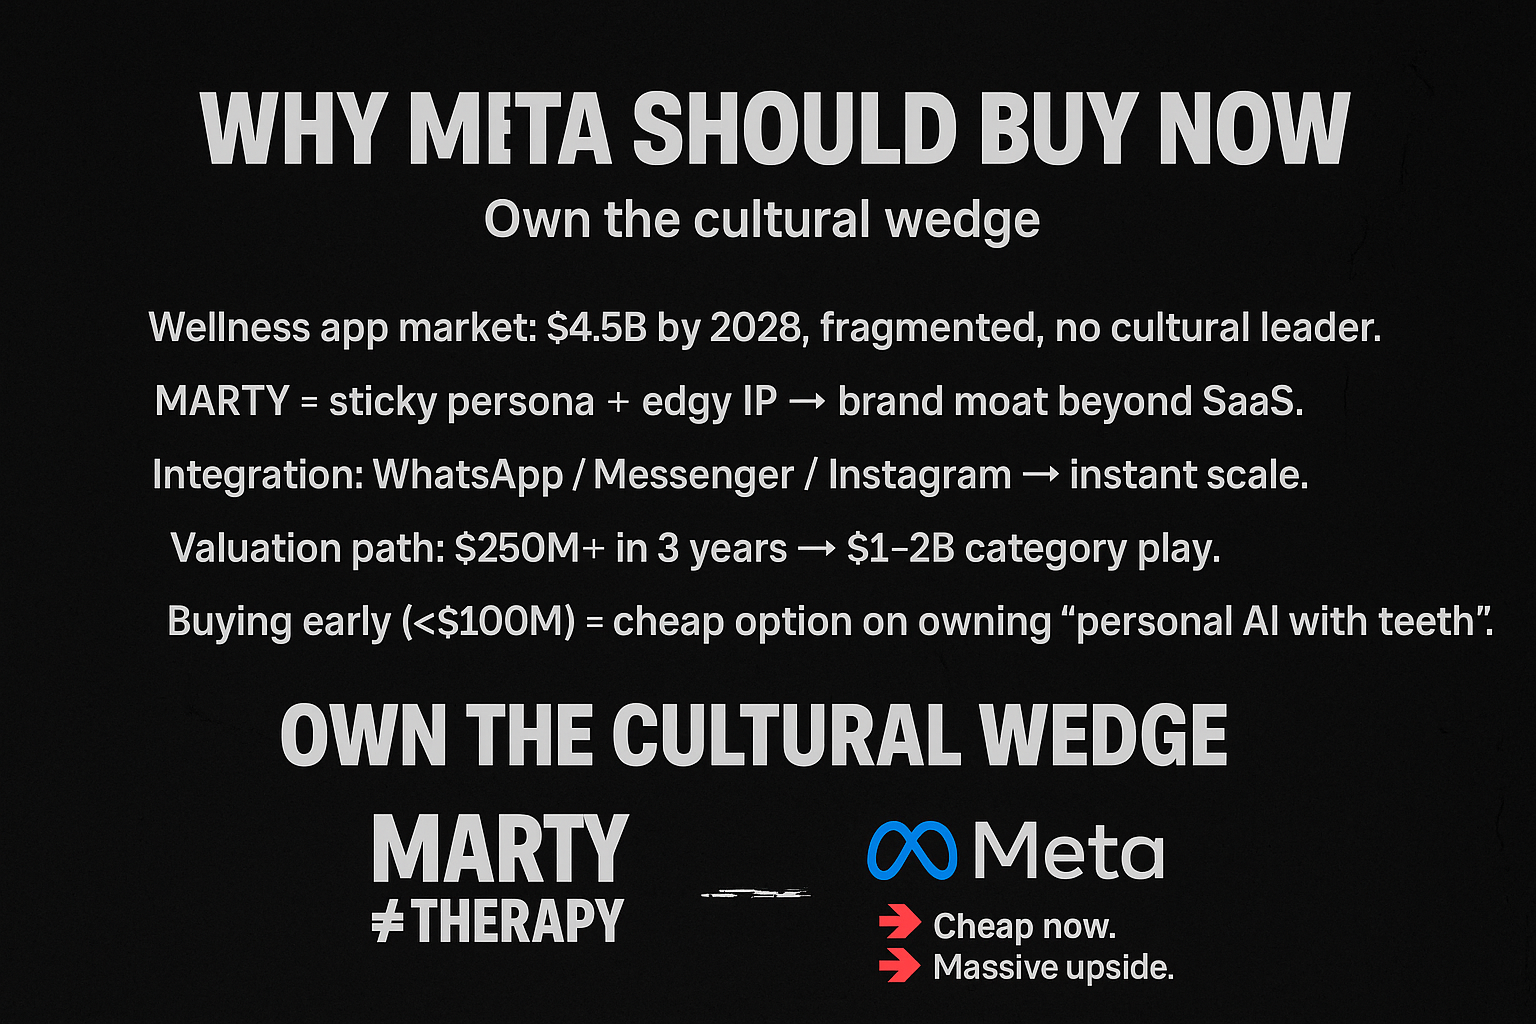 WHY META SHOULD BUY NOW
Own the cultural wedge
Wellness app market: $4.5B by 2028, fragmented, no cultural leader.
MARTY = sticky persona + edgy IP → brand moat beyond SaaS.
Integration: WhatsApp / Messenger / Instagram → instant scale.
Valuation path: $250M+ in 3 years → $1–2B category play.
Buying early (<$100M) = cheap option on owning “personal AI with teeth”.
OWN THE CULTURAL WEDGE
MARTY
≠ THERAPY
Meta
Cheap now.
Massive upside.